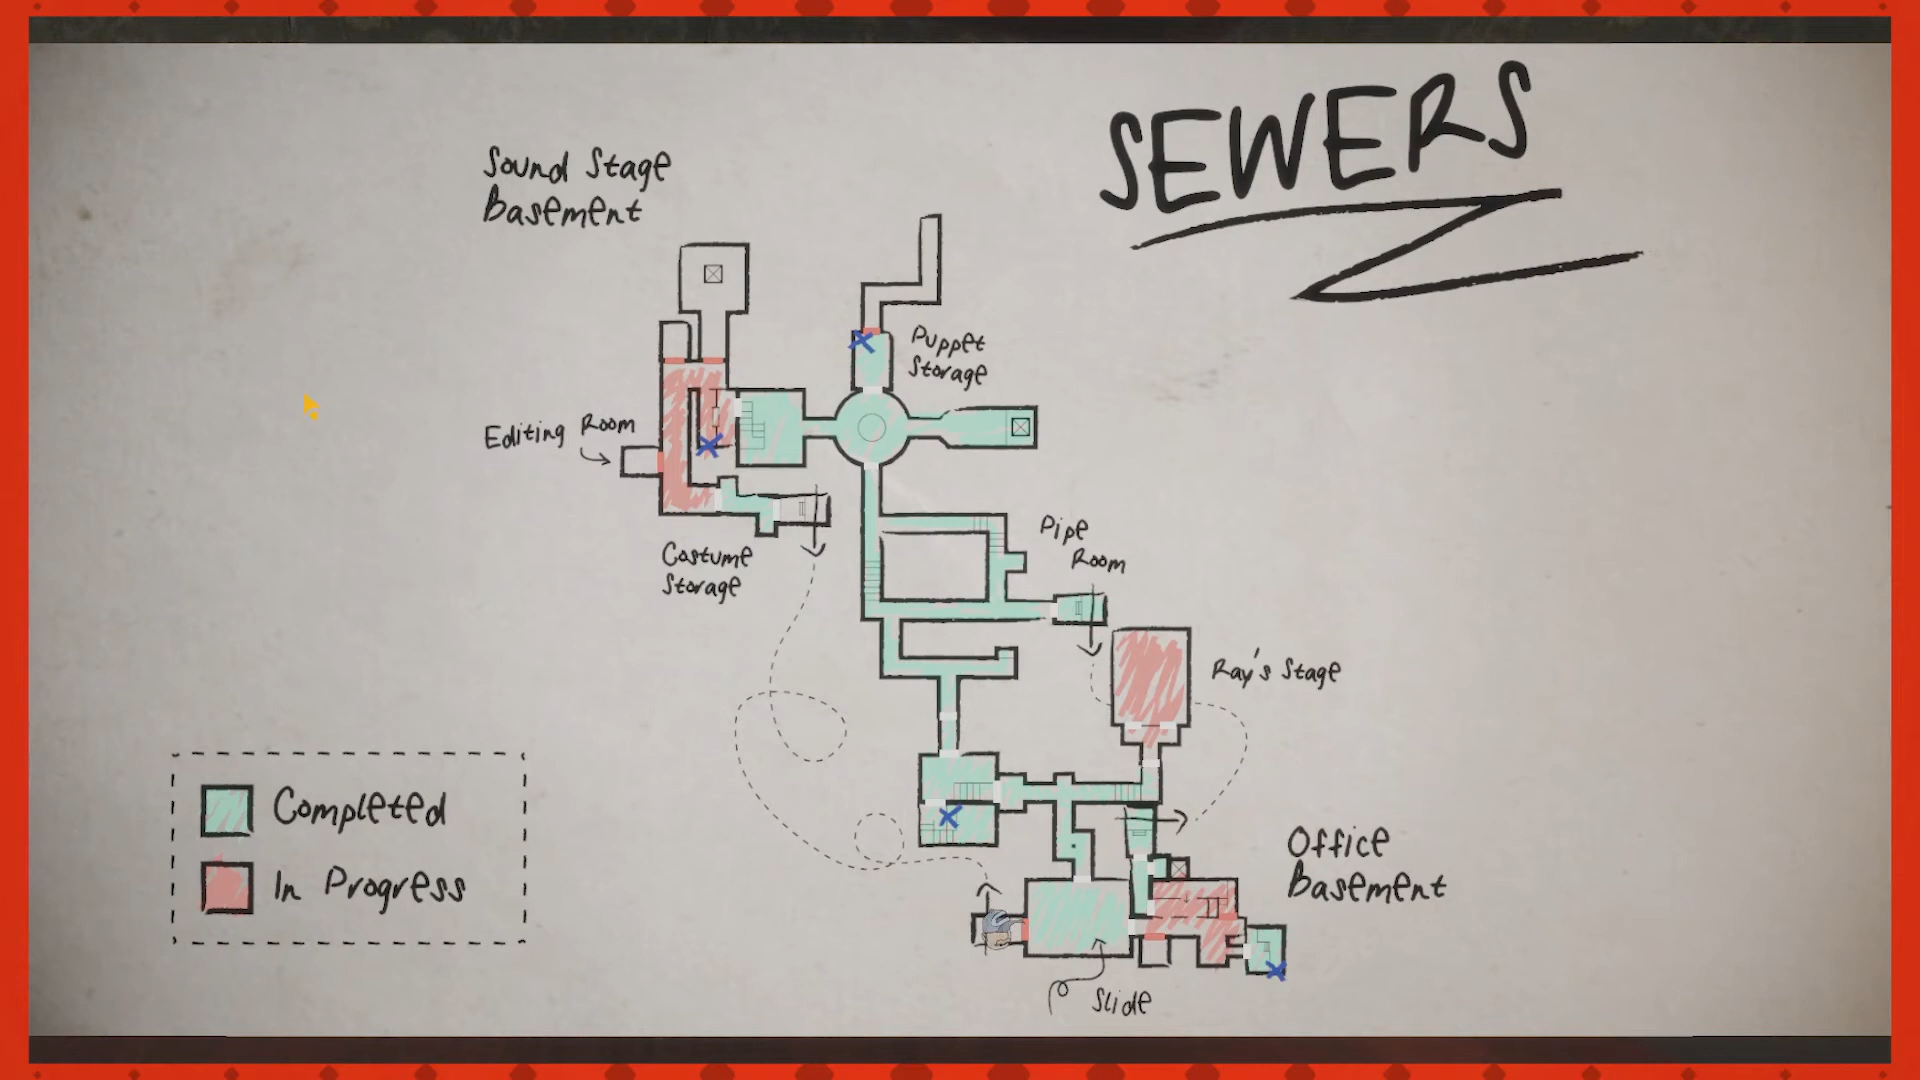 SEWERS
Sound Stage
Basement
Puppet
Storage
Editing Room
Pipe
Room
Costume
Storage
Ray's Stage
Completed
In Progress
Office
Basement
Slide